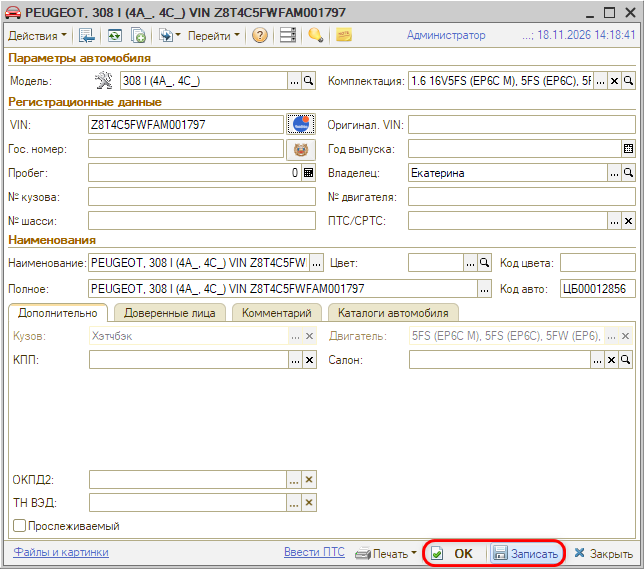 PEUGEOT, 308 I (4A_, 4C_) VIN Z8T4C5FWFAM001797
Действия Перейти Администратор ...; 18.11.2026 14:18:41
Параметры автомобиля
Модель: 308 I (4A_, 4C_) ... Комплектация: 1.6 16V5FS (EP6C M), 5FS (EP6C), 5F ...
Регистрационные данные
VIN: Z8T4C5FWFAM001797 Оригинал. VIN:
Гос. номер: Год выпуска:
Пробег: 0 Владелец: Екатерина ...
№ кузова: № двигателя:
№ шасси: ПТС/СРТС: ...
Наименования
Наименование: PEUGEOT, 308 I (4A_, 4C_) VIN Z8T4C5FWI ... Цвет: ... Код цвета:
Полное: PEUGEOT, 308 I (4A_, 4C_) VIN Z8T4C5FWFAM001797 ... Код авто: ЦБ00012856
Дополнительно Доверенные лица Комментарий Каталоги автомобиля
Кузов: Хэтчбэк ... Двигатель: 5FS (EP6C M), 5FS (EP6C), 5FW (EP6), ...
КПП: ... Салон: ...
ОКПД2: ...
ТН ВЭД: ...
Прослеживаемый
Файлы и картинки Ввести ПТС Печать OK Записать Закрыть